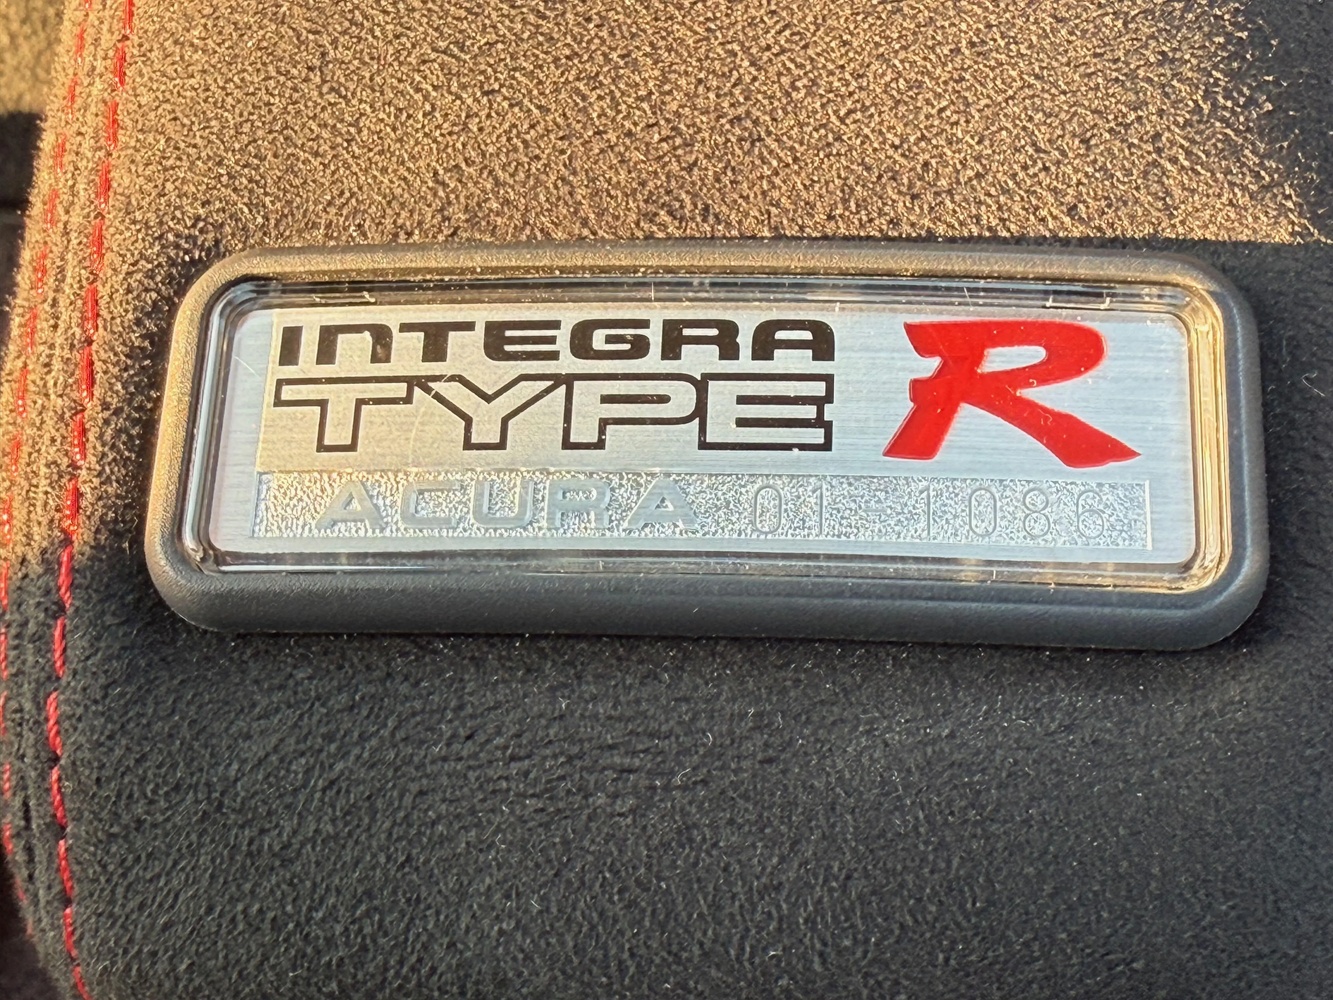 INTEGRA
TYPE R
ACURA 01-1086